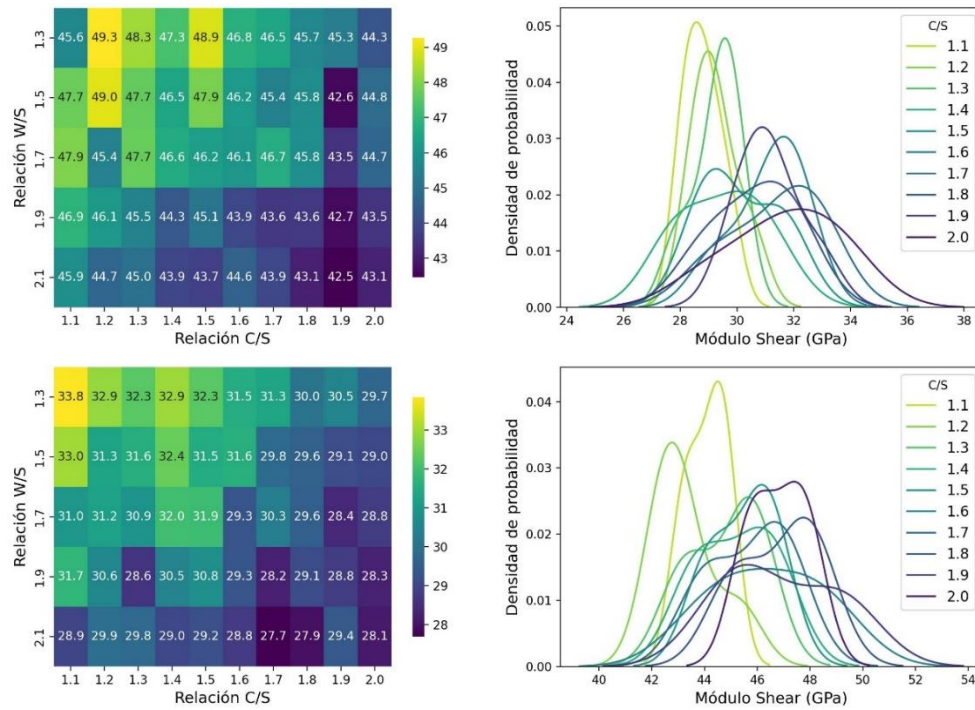 1.3 45.6 49.3 48.3 47.3 48.9 46.8 46.5 45.7 45.3 44.3
1.5 47.7 49.0 47.7 46.5 47.9 46.2 45.4 45.8 42.6 44.8
1.7 47.9 45.4 47.7 46.6 46.2 46.1 46.7 45.8 43.5 44.7
1.9 46.9 46.1 45.5 44.3 45.1 43.9 43.6 43.6 42.7 43.5
2.1 45.9 44.7 45.0 43.9 43.7 44.6 43.9 43.1 42.5 43.1
1.1 1.2 1.3 1.4 1.5 1.6 1.7 1.8 1.9 2.0
Relación W/S
Relación C/S
49
48
47
46
45
44
43
Densidad de probabilidad
0.05
0.04
0.03
0.02
0.01
0.00
24 26 28 30 32 34 36 38
Módulo Shear (GPa)
C/S
1.1
1.2
1.3
1.4
1.5
1.6
1.7
1.8
1.9
2.0
1.3 33.8 32.9 32.3 32.9 32.3 31.5 31.3 30.0 30.5 29.7
1.5 33.0 31.3 31.6 32.4 31.5 31.6 29.8 29.6 29.1 29.0
1.7 31.0 31.2 30.9 32.0 31.9 29.3 30.3 29.6 28.4 28.8
1.9 31.7 30.6 28.6 30.5 30.8 29.3 28.2 29.1 28.8 28.3
2.1 28.9 29.9 29.8 29.0 29.2 28.8 27.7 27.9 29.4 28.1
1.1 1.2 1.3 1.4 1.5 1.6 1.7 1.8 1.9 2.0
Relación W/S
Relación C/S
33
32
31
30
29
28
Densidad de probabilidad
0.04
0.03
0.02
0.01
0.00
40 42 44 46 48 50 52 54
Módulo Shear (GPa)
C/S
1.1
1.2
1.3
1.4
1.5
1.6
1.7
1.8
1.9
2.0